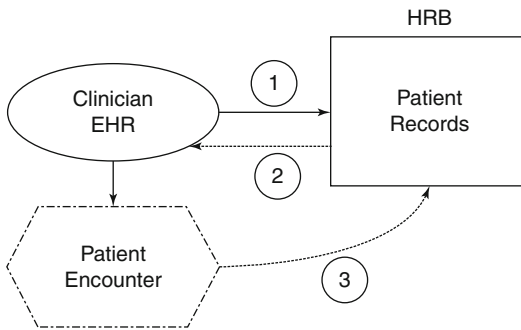 HRB
Clinician
EHR
1
Patient
Records
2
Patient
Encounter
3